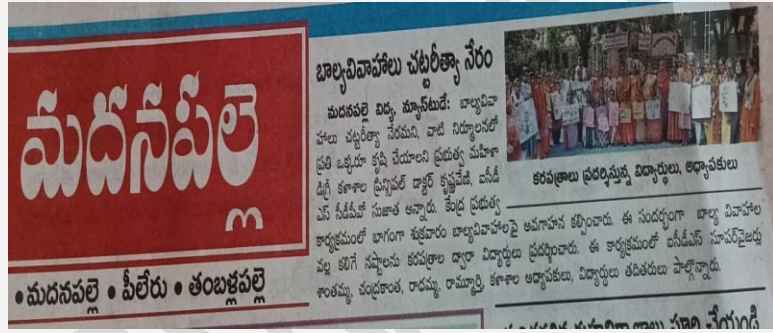 మదనపల్లె
• మదనపల్లె • పీలేరు • తంబళ్లపల్లె
బాల్యవివాహాలు చట్టరీత్యా నేరం
మదనపల్లె విద్య, న్యూస్‌టుడే: బాల్యవివా
హాలు చట్టరీత్యా నేరమని, వాటి నిర్మూలనలో
ప్రతి ఒక్కరూ కృషి చేయాలని ప్రభుత్వ మహిళా
డిగ్రీ కళాశాల ప్రిన్సిపల్ డాక్టర్ కృష్ణవేణి, ఐసీడీ
ఎస్ సీడీపీవో సుజాత అన్నారు. కేంద్ర ప్రభుత్వ
కార్యక్రమంలో భాగంగా శుక్రవారం బాల్యవివాహాలపై అవగాహన కల్పించారు. ఈ సందర్భంగా బాల్య వివాహాల
వల్ల కలిగే నష్టాలను కరపత్రాల ద్వారా విద్యార్థులు ప్రదర్శించారు. ఈ కార్యక్రమంలో ఐసీడీఎస్ సూపర్‌వైజర్లు
శాంతమ్మ, చంద్రకాంత, రాధమ్మ, రామ్మూర్తి, కళాశాల అధ్యాపకులు, విద్యార్థులు తదితరులు పాల్గొన్నారు.
కరపత్రాలు ప్రదర్శిస్తున్న విద్యార్థులు, అధ్యాపకులు
పూర్తి చేయండి